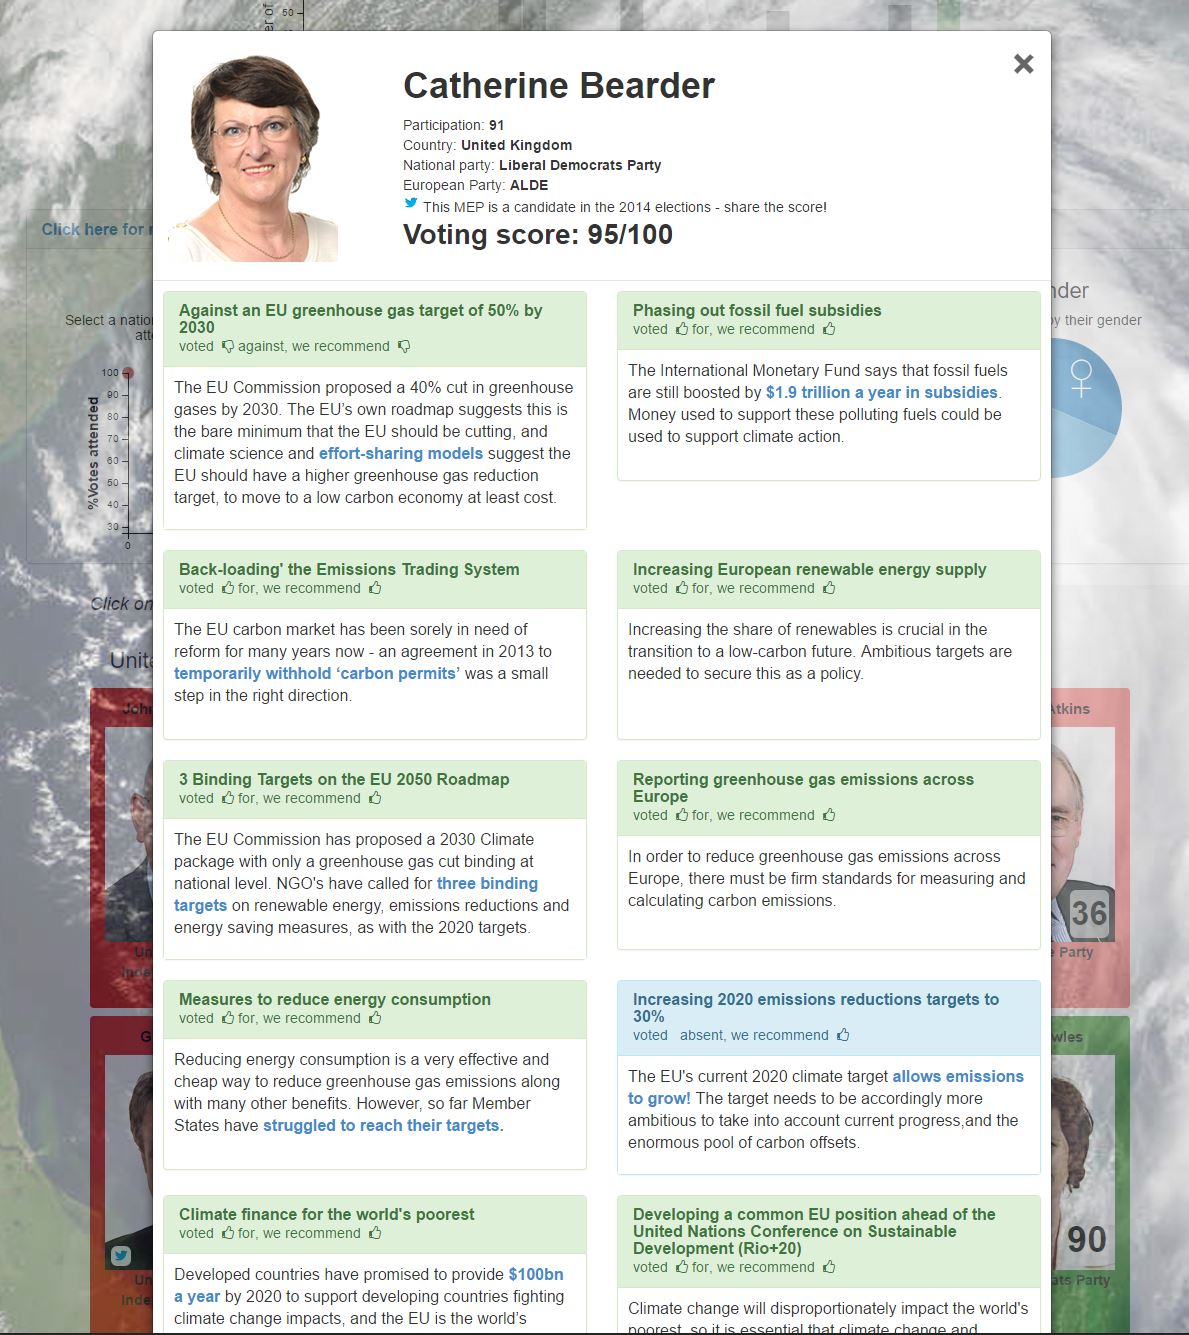 er of
50
Catherine Bearder
Participation: 91
Country: United Kingdom
National party: Liberal Democrats Party
European Party: ALDE
This MEP is a candidate in the 2014 elections - share the score!
Voting score: 95/100
Click here for
Select a natio
att
100
90
80
70
60
50
40
30
0
%Votes attended
nder
by their gender
Against an EU greenhouse gas target of 50% by
2030
voted against, we recommend
The EU Commission proposed a 40% cut in greenhouse
gases by 2030. The EU’s own roadmap suggests this is
the bare minimum that the EU should be cutting, and
climate science and effort-sharing models suggest the
EU should have a higher greenhouse gas reduction
target, to move to a low carbon economy at least cost.
Phasing out fossil fuel subsidies
voted for, we recommend
The International Monetary Fund says that fossil fuels
are still boosted by $1.9 trillion a year in subsidies.
Money used to support these polluting fuels could be
used to support climate action.
Back-loading' the Emissions Trading System
voted for, we recommend
The EU carbon market has been sorely in need of
reform for many years now - an agreement in 2013 to
temporarily withhold ‘carbon permits’ was a small
step in the right direction.
Increasing European renewable energy supply
voted for, we recommend
Increasing the share of renewables is crucial in the
transition to a low-carbon future. Ambitious targets are
needed to secure this as a policy.
Click on
Unit
John
Atkins
3 Binding Targets on the EU 2050 Roadmap
voted for, we recommend
The EU Commission has proposed a 2030 Climate
package with only a greenhouse gas cut binding at
national level. NGO's have called for three binding
targets on renewable energy, emissions reductions and
energy saving measures, as with the 2020 targets.
Reporting greenhouse gas emissions across
Europe
voted for, we recommend
In order to reduce greenhouse gas emissions across
Europe, there must be firm standards for measuring and
calculating carbon emissions.
36
Un
Inde
e Party
Measures to reduce energy consumption
voted for, we recommend
Reducing energy consumption is a very effective and
cheap way to reduce greenhouse gas emissions along
with many other benefits. However, so far Member
States have struggled to reach their targets.
Increasing 2020 emissions reductions targets to
30%
voted absent, we recommend
The EU's current 2020 climate target allows emissions
to grow! The target needs to be accordingly more
ambitious to take into account current progress,and the
enormous pool of carbon offsets.
G
wles
90
Un
Inde
ats Party
Climate finance for the world's poorest
voted for, we recommend
Developed countries have promised to provide $100bn
a year by 2020 to support developing countries fighting
climate change impacts, and the EU is the world’s
Developing a common EU position ahead of the
United Nations Conference on Sustainable
Development (Rio+20)
voted for, we recommend
Climate change will disproportionately impact the world's
poorest, so it is essential that climate change and